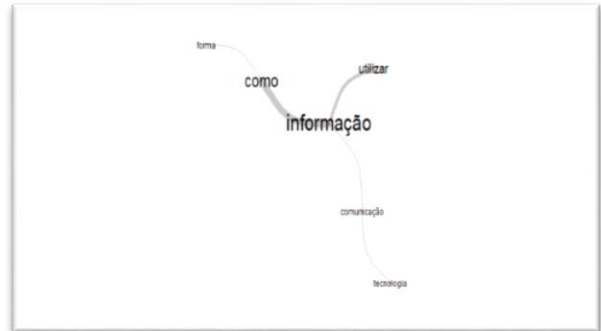 forma
utilizar
como
informação
comunicação
tecnologia